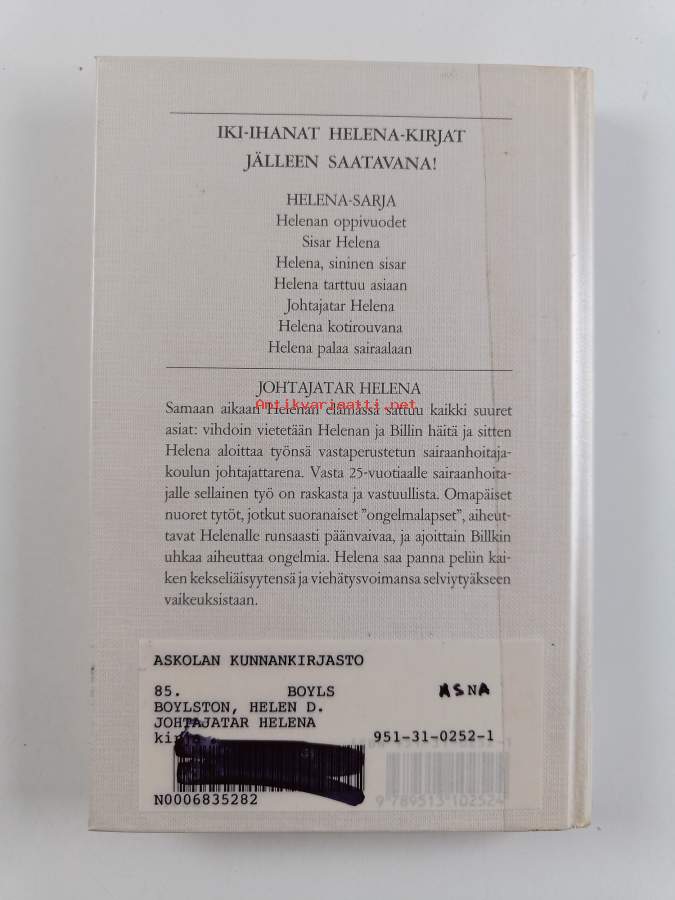 IKI-IHANAT HELENA-KIRJAT
JÄLLEEN SAATAVANA!
HELENA-SARJA
Helenan oppivuodet
Sisar Helena
Helena, sininen sisar
Helena tarttuu asiaan
Johtajatar Helena
Helena kotirouvana
Helena palaa sairaalaan
JOHTAJATAR HELENA
Antikvariaatti.net
Samaan aikaan Helenan elämässä sattuu kaikki suuret
asiat: vihdoin vietetään Helenan ja Billin häitä ja sitten
Helena aloittaa työnsä vastaperustetun sairaanhoitaja-
koulun johtajattarena. Vasta 25-vuotiaalle sairaanhoita-
jalle sellainen työ on raskasta ja vastuullista. Omapäiset
nuoret tytöt, jotkut suoranaiset ”ongelmalapset”, aiheut-
tavat Helenalle runsaasti päänvaivaa, ja ajoittain Billkin
uhkaa aiheuttaa ongelmia. Helena saa panna peliin kai-
ken kekseliäisyytensä ja viehätysvoimansa selviytyäkseen
vaikeuksistaan.
ASKOLAN KUNNANKIRJASTO
85. BOYLS ASNA
BOYLSTON, HELEN D.
JOHTAJATAR HELENA
kirja 951-31-0252-1
N0006835282 9 789513 102524